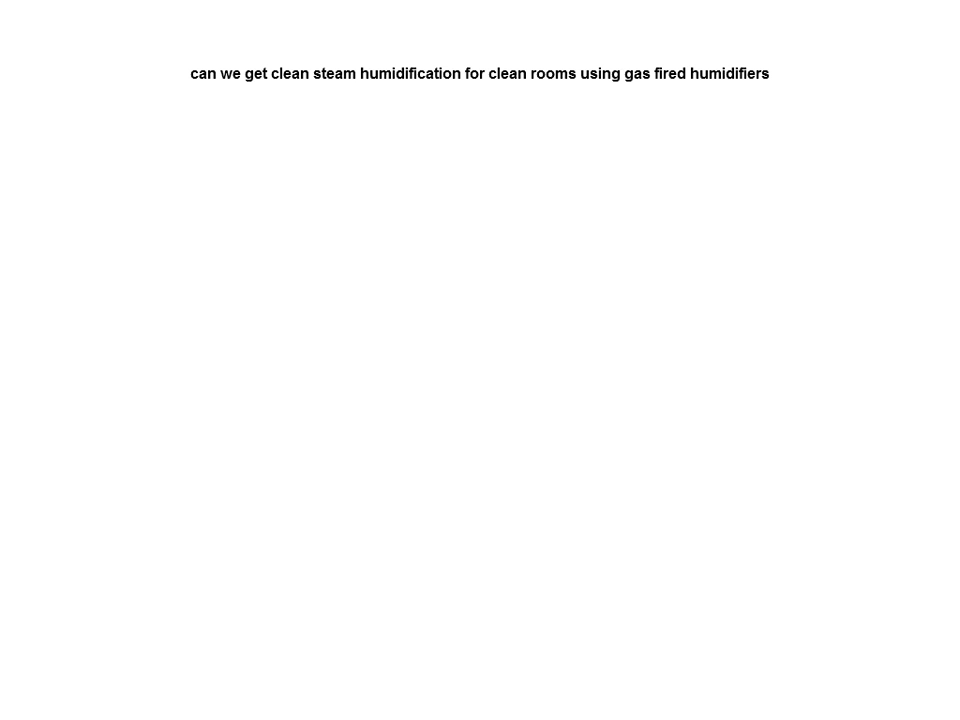 can we get clean steam humidification for clean rooms using gas fired humidifiers